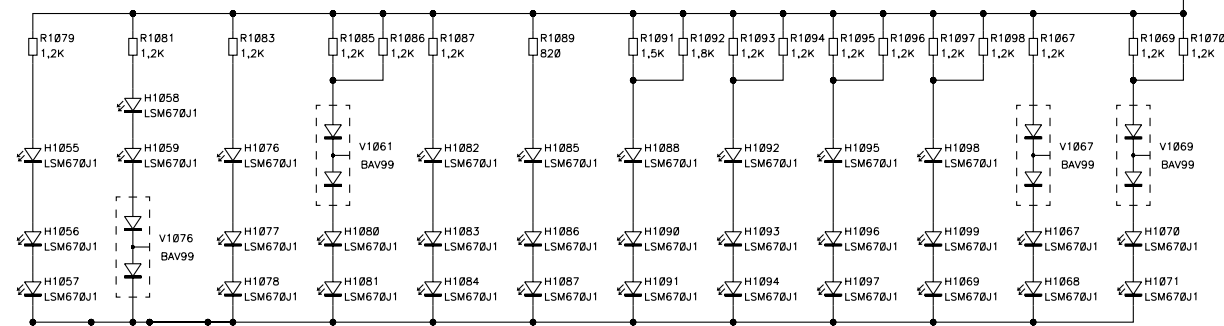 R1079 R1081 R1083 R1085 R1086 R1087 R1089 R1091 R1092 R1093 R1094 R1095 R1096 R1097 R1098 R1067 R1069 R1070
1,2K 1,2K 1,2K 1,2K 1,2K 1,2K 820 1,5K 1,8K 1,2K 1,2K 1,2K 1,2K 1,2K 1,2K 1,2K 1,2K 1,2K
H1058
LSM670J1
H1055 H1059 H1076 V1061 H1082 H1085 H1088 H1092 H1095 H1098 V1067 V1069
LSM670J1 LSM670J1 LSM670J1 BAV99 LSM670J1 LSM670J1 LSM670J1 LSM670J1 LSM670J1 LSM670J1 BAV99 BAV99
H1056 V1076 H1077 H1080 H1083 H1086 H1090 H1093 H1096 H1099 H1067 H1070
LSM670J1 BAV99 LSM670J1 LSM670J1 LSM670J1 LSM670J1 LSM670J1 LSM670J1 LSM670J1 LSM670J1 LSM670J1 LSM670J1
H1057 H1078 H1081 H1084 H1087 H1091 H1094 H1097 H1069 H1068 H1071
LSM670J1 LSM670J1 LSM670J1 LSM670J1 LSM670J1 LSM670J1 LSM670J1 LSM670J1 LSM670J1 LSM670J1 LSM670J1